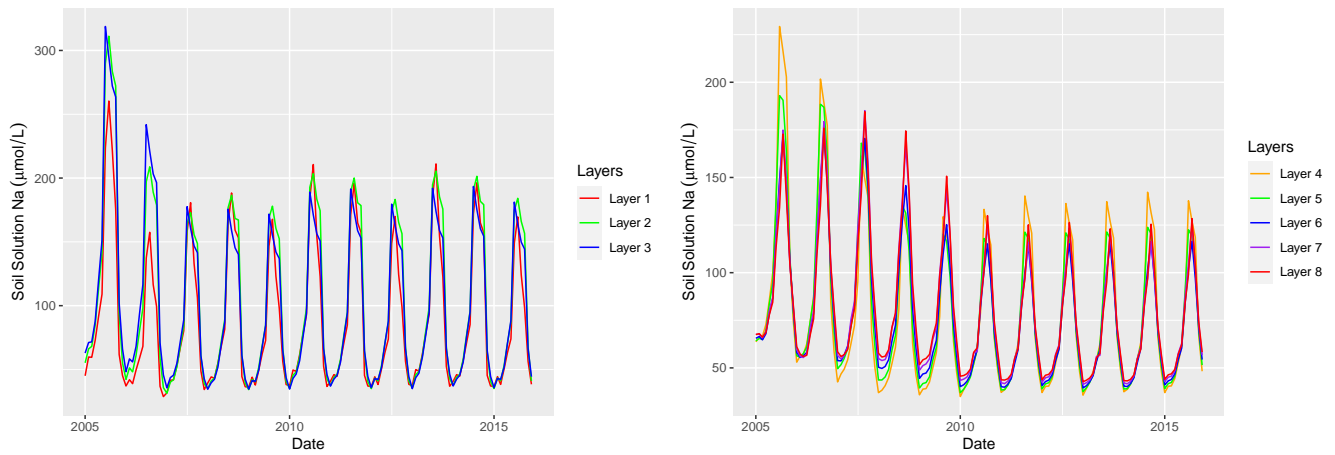 Soil Solution Na (μmol/L)
300
200
100
2005
2010
2015
Date
Layers
Layer 1
Layer 2
Layer 3
Soil Solution Na (μmol/L)
200
150
100
50
2005
2010
2015
Date
Layers
Layer 4
Layer 5
Layer 6
Layer 7
Layer 8